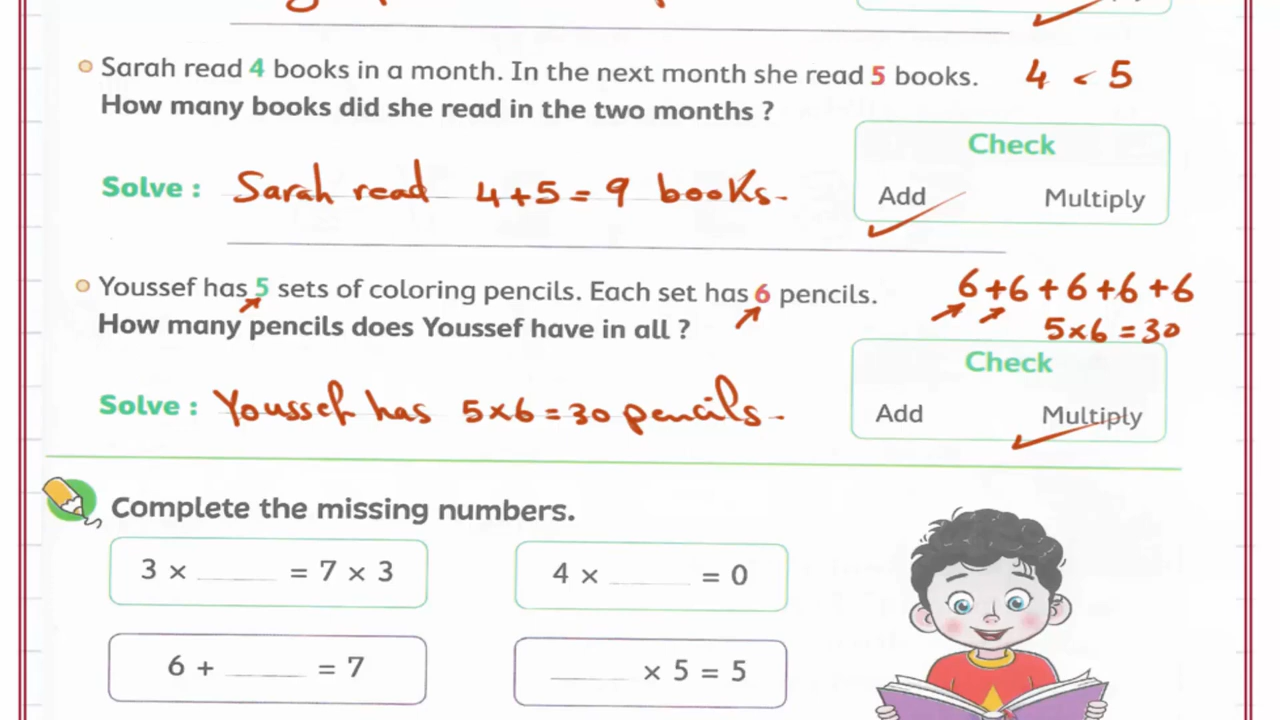 Sarah read 4 books in a month. In the next month she read 5 books. 4 < 5
How many books did she read in the two months ?
Check
Solve : Sarah read 4+5=9 books.
Add Multiply
Youssef has 5 sets of coloring pencils. Each set has 6 pencils. 6+6+6+6+6
How many pencils does Youssef have in all ? 5×6=30
Check
Solve : Youssef has 5×6=30 pencils.
Add Multiply
Complete the missing numbers.
3 × ____ = 7 × 3 4 × ____ = 0
6 + ____ = 7 ____ × 5 = 5